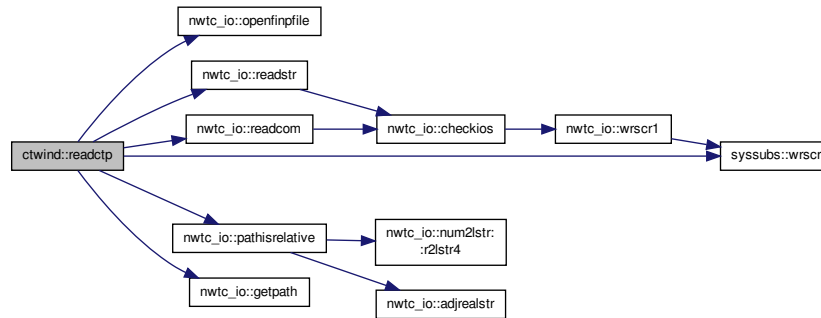 nwtc_io::openfinpfile
nwtc_io::readstr
ctwind::readctp
nwtc_io::readcom
nwtc_io::checkios
nwtc_io::wrscr1
syssubs::wrscr
nwtc_io::pathisrelative
nwtc_io::num2lstr:
:r2lstr4
nwtc_io::getpath
nwtc_io::adjrealstr